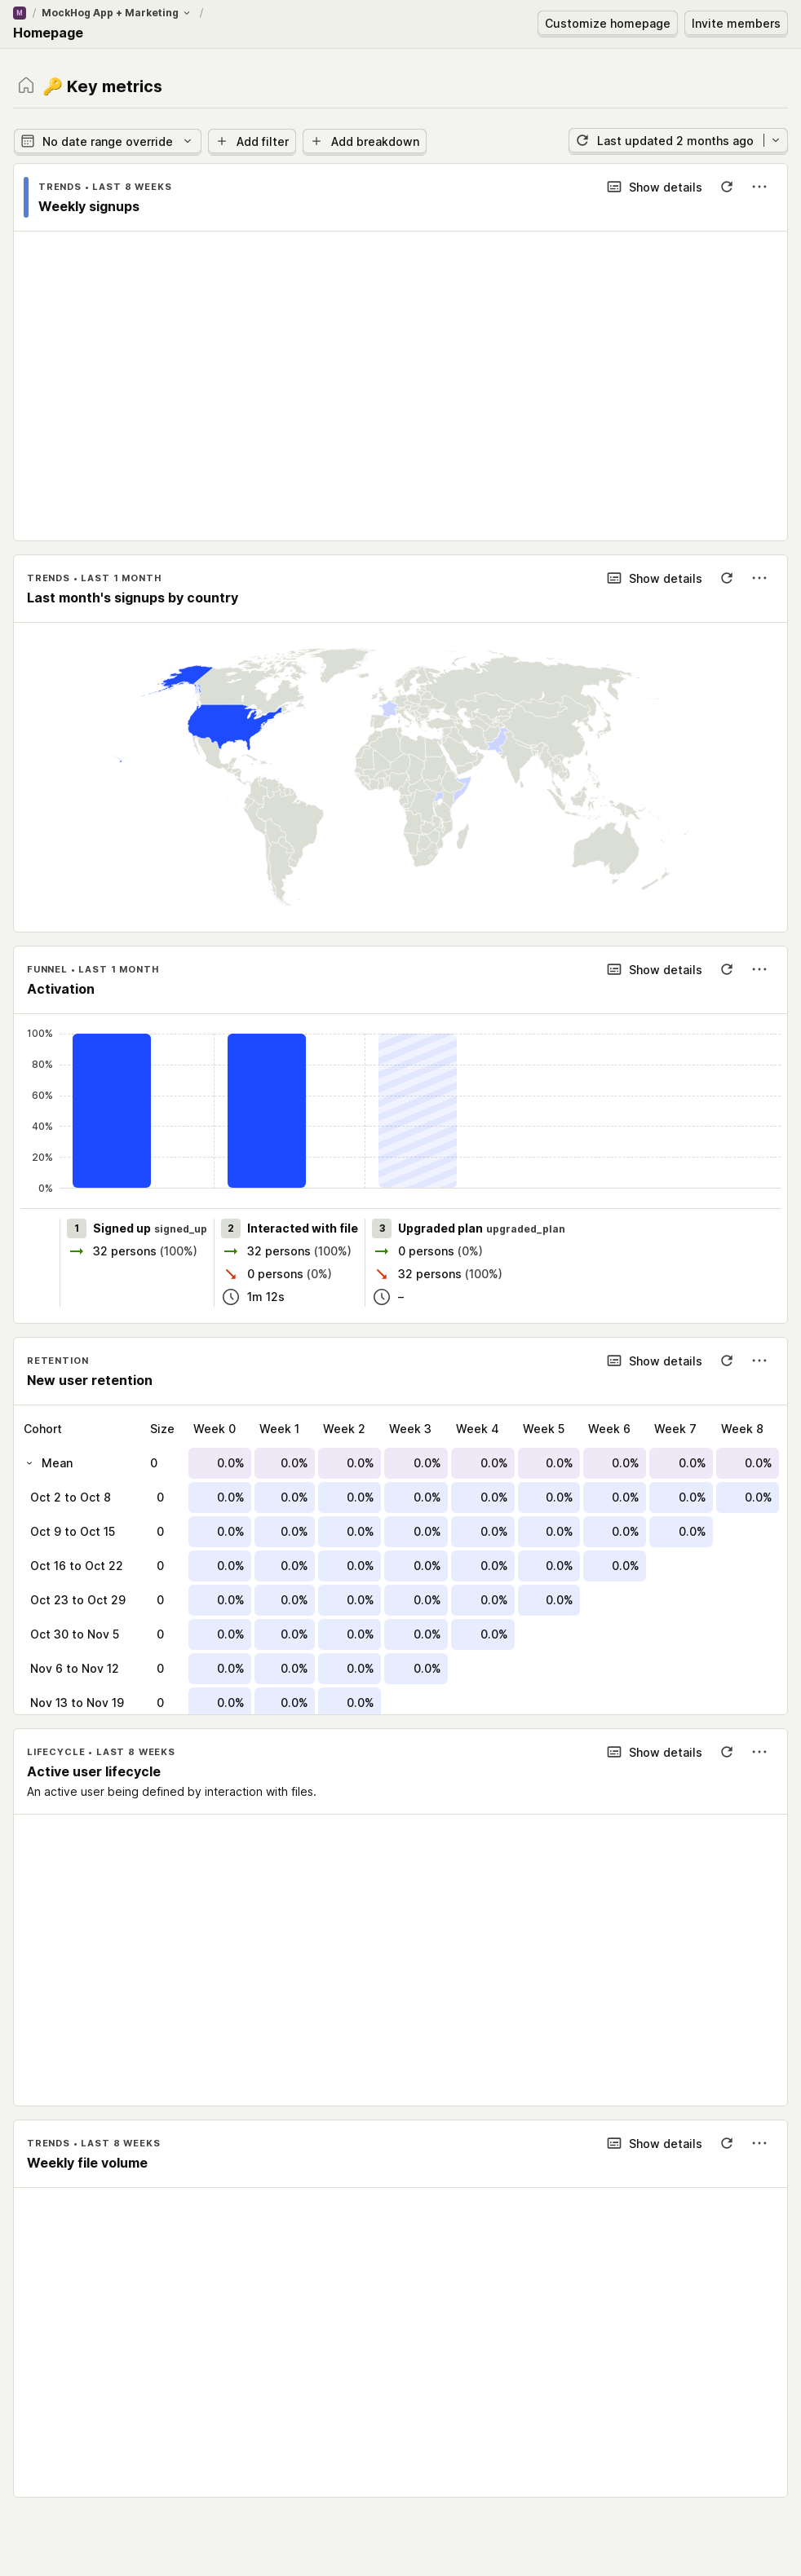 M / MockHog App + Marketing /
Homepage
Customize homepage
Invite members
🔑 Key metrics
No date range override
Add filter
Add breakdown
Last updated 2 months ago
TRENDS • LAST 8 WEEKS
Weekly signups
Show details
TRENDS • LAST 1 MONTH
Last month's signups by country
Show details
FUNNEL • LAST 1 MONTH
Activation
Show details
100%
80%
60%
40%
20%
0%
1 Signed up signed_up
32 persons (100%)
2 Interacted with file
32 persons (100%)
0 persons (0%)
1m 12s
3 Upgraded plan upgraded_plan
0 persons (0%)
32 persons (100%)
–
RETENTION
New user retention
Show details
Cohort Size Week 0 Week 1 Week 2 Week 3 Week 4 Week 5 Week 6 Week 7 Week 8
Mean 0 0.0% 0.0% 0.0% 0.0% 0.0% 0.0% 0.0% 0.0% 0.0%
Oct 2 to Oct 8 0 0.0% 0.0% 0.0% 0.0% 0.0% 0.0% 0.0% 0.0% 0.0%
Oct 9 to Oct 15 0 0.0% 0.0% 0.0% 0.0% 0.0% 0.0% 0.0% 0.0%
Oct 16 to Oct 22 0 0.0% 0.0% 0.0% 0.0% 0.0% 0.0% 0.0%
Oct 23 to Oct 29 0 0.0% 0.0% 0.0% 0.0% 0.0% 0.0%
Oct 30 to Nov 5 0 0.0% 0.0% 0.0% 0.0% 0.0%
Nov 6 to Nov 12 0 0.0% 0.0% 0.0% 0.0%
Nov 13 to Nov 19 0 0.0% 0.0% 0.0%
LIFECYCLE • LAST 8 WEEKS
Active user lifecycle
An active user being defined by interaction with files.
Show details
TRENDS • LAST 8 WEEKS
Weekly file volume
Show details